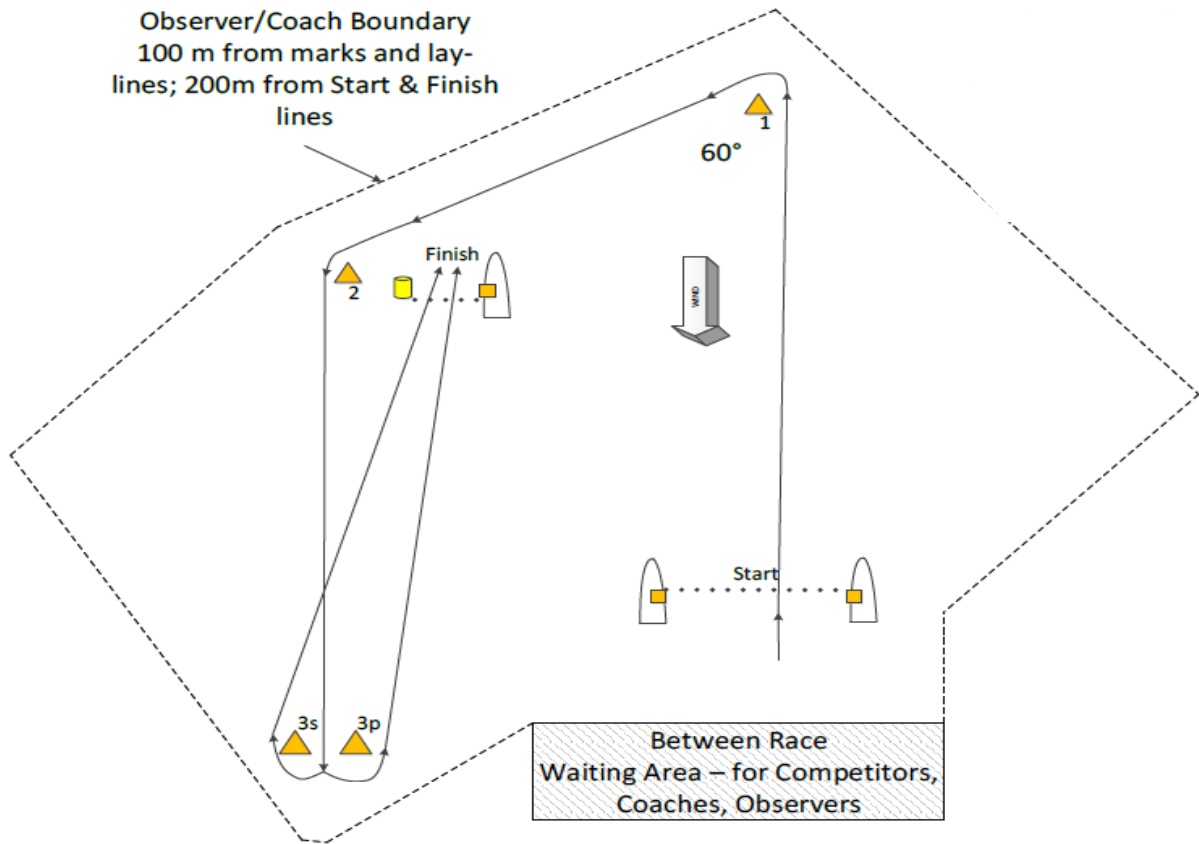 Observer/Coach Boundary
100 m from marks and lay-
lines; 200m from Start & Finish
lines
1
60°
Finish
2
WIND
Start
3s
3p
Between Race
Waiting Area – for Competitors,
Coaches, Observers